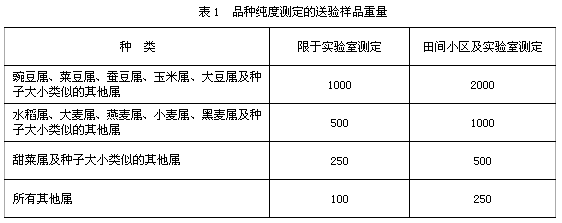 表1 品种纯度测定的送验样品重量
种 类 限于实验室测定 田间小区及实验室测定
豌豆属、菜豆属、蚕豆属、玉米属、大豆属及种
子大小类似的其他属 1000 2000
水稻属、大麦属、燕麦属、小麦属、黑麦属及种
子大小类似的其他属 500 1000
甜菜属及种子大小类似的其他属 250 500
所有其他属 100 250